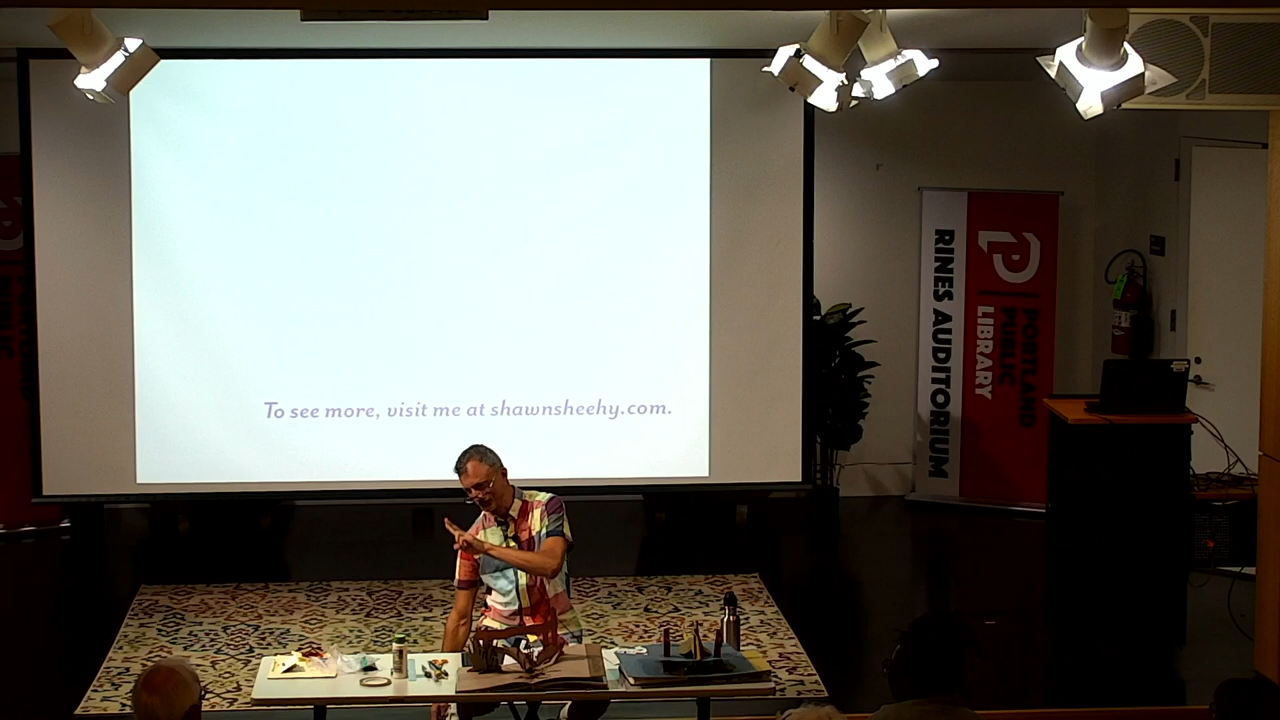 To see more, visit me at shawnsheehy.com.
RINES AUDITORIUM
PORTLAND
PUBLIC
LIBRARY